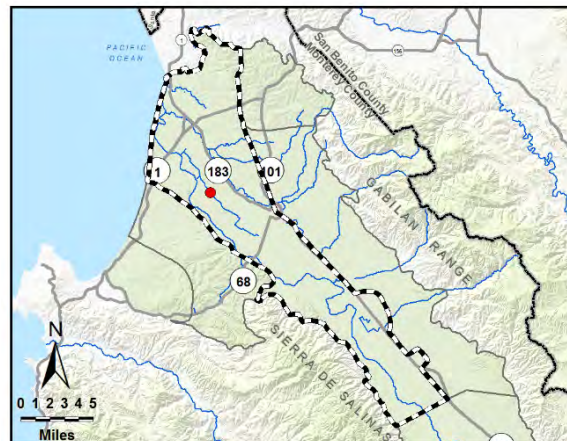 1
156
PACIFIC
OCEAN
San Benito County
Monterey County
183
1
101
GABILAN RANGE
68
SIERRA DE SALINAS
N
0 1 2 3 4 5
Miles